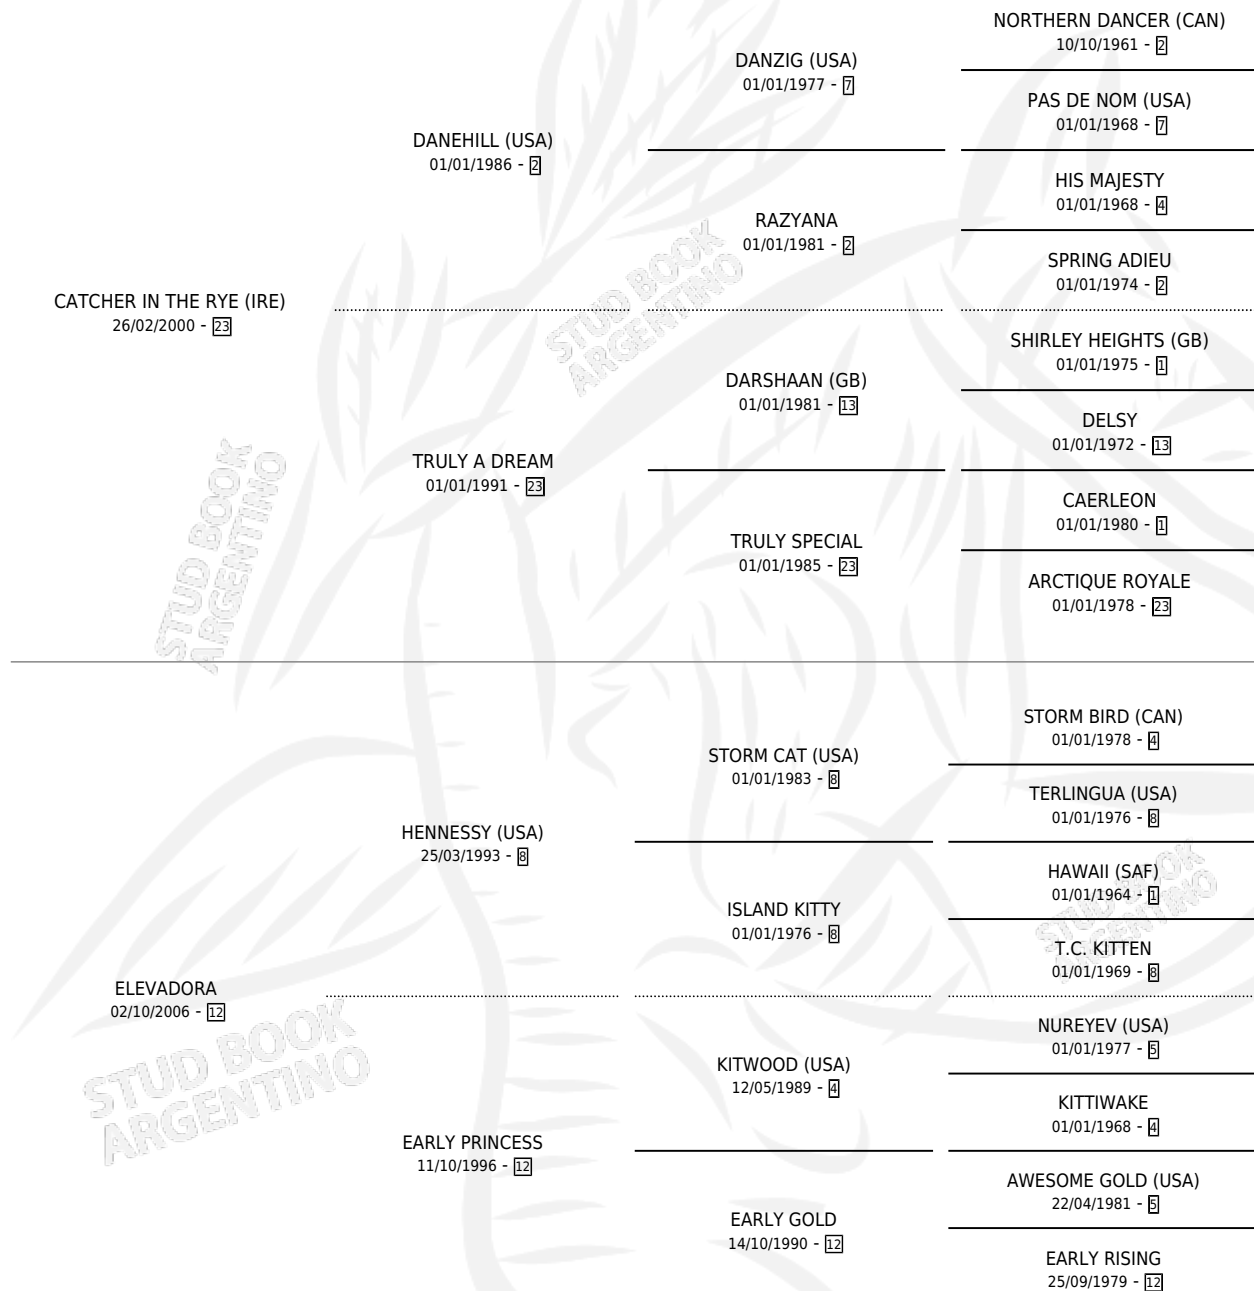 NORTHERN DANCER (CAN)
10/10/1961 - 2
DANZIG (USA)
01/01/1977 - 7
PAS DE NOM (USA)
01/01/1968 - 7
DANEHILL (USA)
01/01/1986 - 2
HIS MAJESTY
01/01/1968 - 4
RAZYANA
01/01/1981 - 2
SPRING ADIEU
01/01/1974 - 2
CATCHER IN THE RYE (IRE)
26/02/2000 - 23
SHIRLEY HEIGHTS (GB)
01/01/1975 - 1
DARSHAAN (GB)
01/01/1981 - 13
DELSY
01/01/1972 - 13
TRULY A DREAM
01/01/1991 - 23
CAERLEON
01/01/1980 - 1
TRULY SPECIAL
01/01/1985 - 23
ARCTIQUE ROYALE
01/01/1978 - 23
STORM BIRD (CAN)
01/01/1978 - 4
STORM CAT (USA)
01/01/1983 - 8
TERLINGUA (USA)
01/01/1976 - 8
HENNESSY (USA)
25/03/1993 - 8
HAWAII (SAF)
01/01/1964 - 1
ISLAND KITTY
01/01/1976 - 8
T.C. KITTEN
01/01/1969 - 8
ELEVADORA
02/10/2006 - 12
NUREYEV (USA)
01/01/1977 - 5
KITWOOD (USA)
12/05/1989 - 4
KITTIWAKE
01/01/1968 - 4
EARLY PRINCESS
11/10/1996 - 12
AWESOME GOLD (USA)
22/04/1981 - 5
EARLY GOLD
14/10/1990 - 12
EARLY RISING
25/09/1979 - 12
STUD BOOK
ARGENTINO
STUD BOOK
ARGENTINO
STUD BOOK
ARGENTINO
STUD BOOK
ARGENTINO